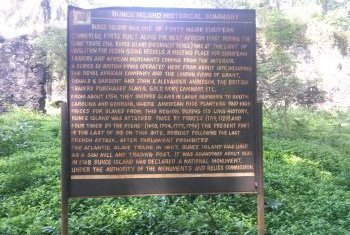 BUNCE ISLAND HISTORICAL SUMMARY
BUNCE ISLAND WAS ONE OF FORTY MAJOR EUROPEAN
COMMERCIAL FORTS BUILT ALONG THE WEST AFRICAN COAST DURING THE
SLAVE TRADE ERA. BUNCE ISLAND (ORIGINALLY BENCE) WAS AT THE LIMIT OF
NAVIGATION FOR OCEAN-GOING VESSELS A MEETING PLACE FOR EUROPEAN
TRADERS AND AFRICAN MERCHANTS COMING FROM THE INTERIOR.
A SERIES OF BRITISH FIRMS OPERATED HERE FROM ABOUT 1670, INCLUDING
THE ROYAL AFRICAN COMPANY AND THE LONDON FIRMS OF GRANT
OSWALD & SARGENT AND JOHN & ALEXANDER ANDERSON. THE BRITISH
TRADERS PURCHASED SLAVES, GOLD, IVORY, CAMWOOD ETC.
FROM ABOUT 1750, THEY SHIPPED SLAVES IN LARGE NUMBERS TO SOUTH
CAROLINA AND GEORGIA, WHERE AMERICAN RICE PLANTERS PAID HIGH
PRICES FOR SLAVES FROM THIS REGION. DURING ITS LONG HISTORY,
BUNCE ISLAND WAS ATTACKED TWICE BY PIRATES (1719, 1720) AND
FOUR TIMES BY THE FRENCH (1695, 1704, 1779, 1794) THE PRESENT FORT
IS THE LAST OF SIX ON THIS SITE, REBUILT FOLLOWING THE LAST
FRENCH ATTACK. AFTER PARLIAMENT PROHIBITED
THE ATLANTIC SLAVE TRADE IN 1807, BUNCE ISLAND WAS USED
AS A SAW MILL AND TRADING POST. IT WAS ABANDONED ABOUT 1840.
IN 1948 BUNCE ISLAND WAS DECLARED A NATIONAL MONUMENT,
UNDER THE AUTHORITY OF THE MONUMENTS AND RELICS COMMISSION.